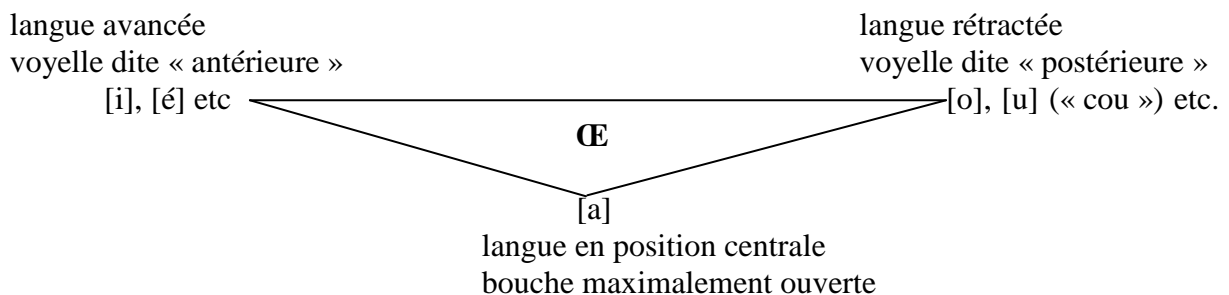 langue avancée
voyelle dite « antérieure »
[i], [é] etc
langue rétractée
voyelle dite « postérieure »
[o], [u] (« cou ») etc.
Œ
[a]
langue en position centrale
bouche maximalement ouverte